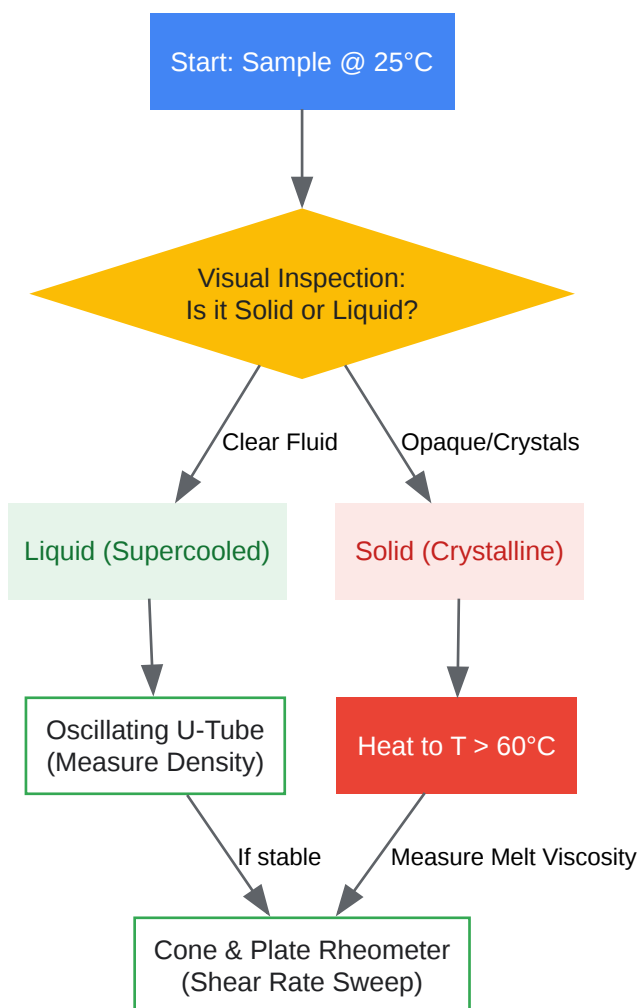 Start: Sample @ 25°C
Visual Inspection:
Is it Solid or Liquid?
Clear Fluid
Opaque/Crystals
Liquid (Supercooled)
Solid (Crystalline)
Oscillating U-Tube
(Measure Density)
Heat to T > 60°C
If stable
Measure Melt Viscosity
Cone & Plate Rheometer
(Shear Rate Sweep)